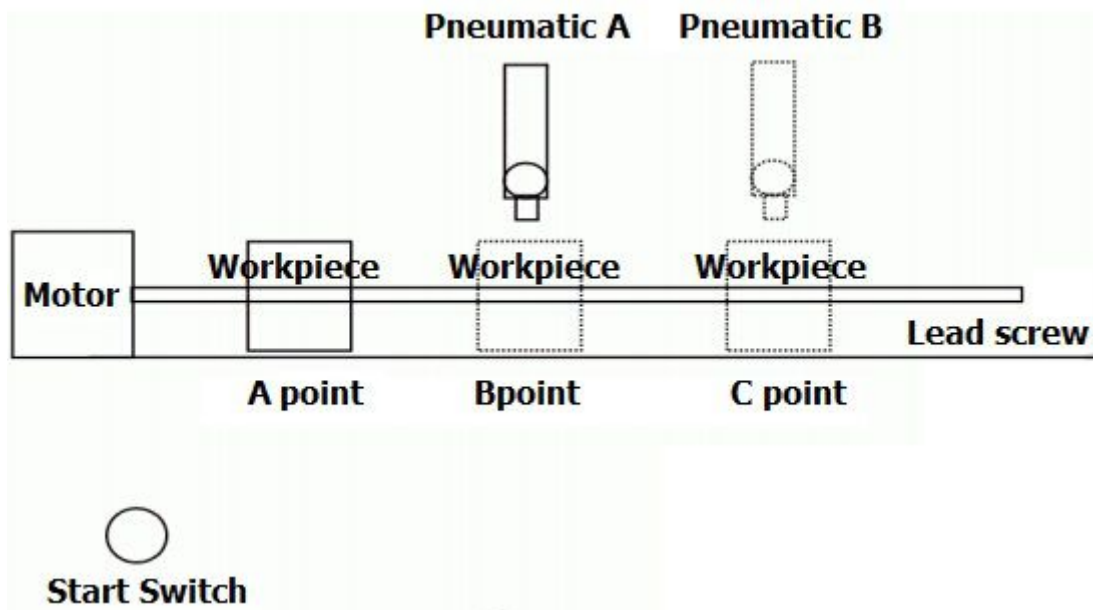 Pneumatic A
Pneumatic B
Workpiece
Workpiece
Workpiece
Motor
Lead screw
A point
Bpoint
C point
Start Switch